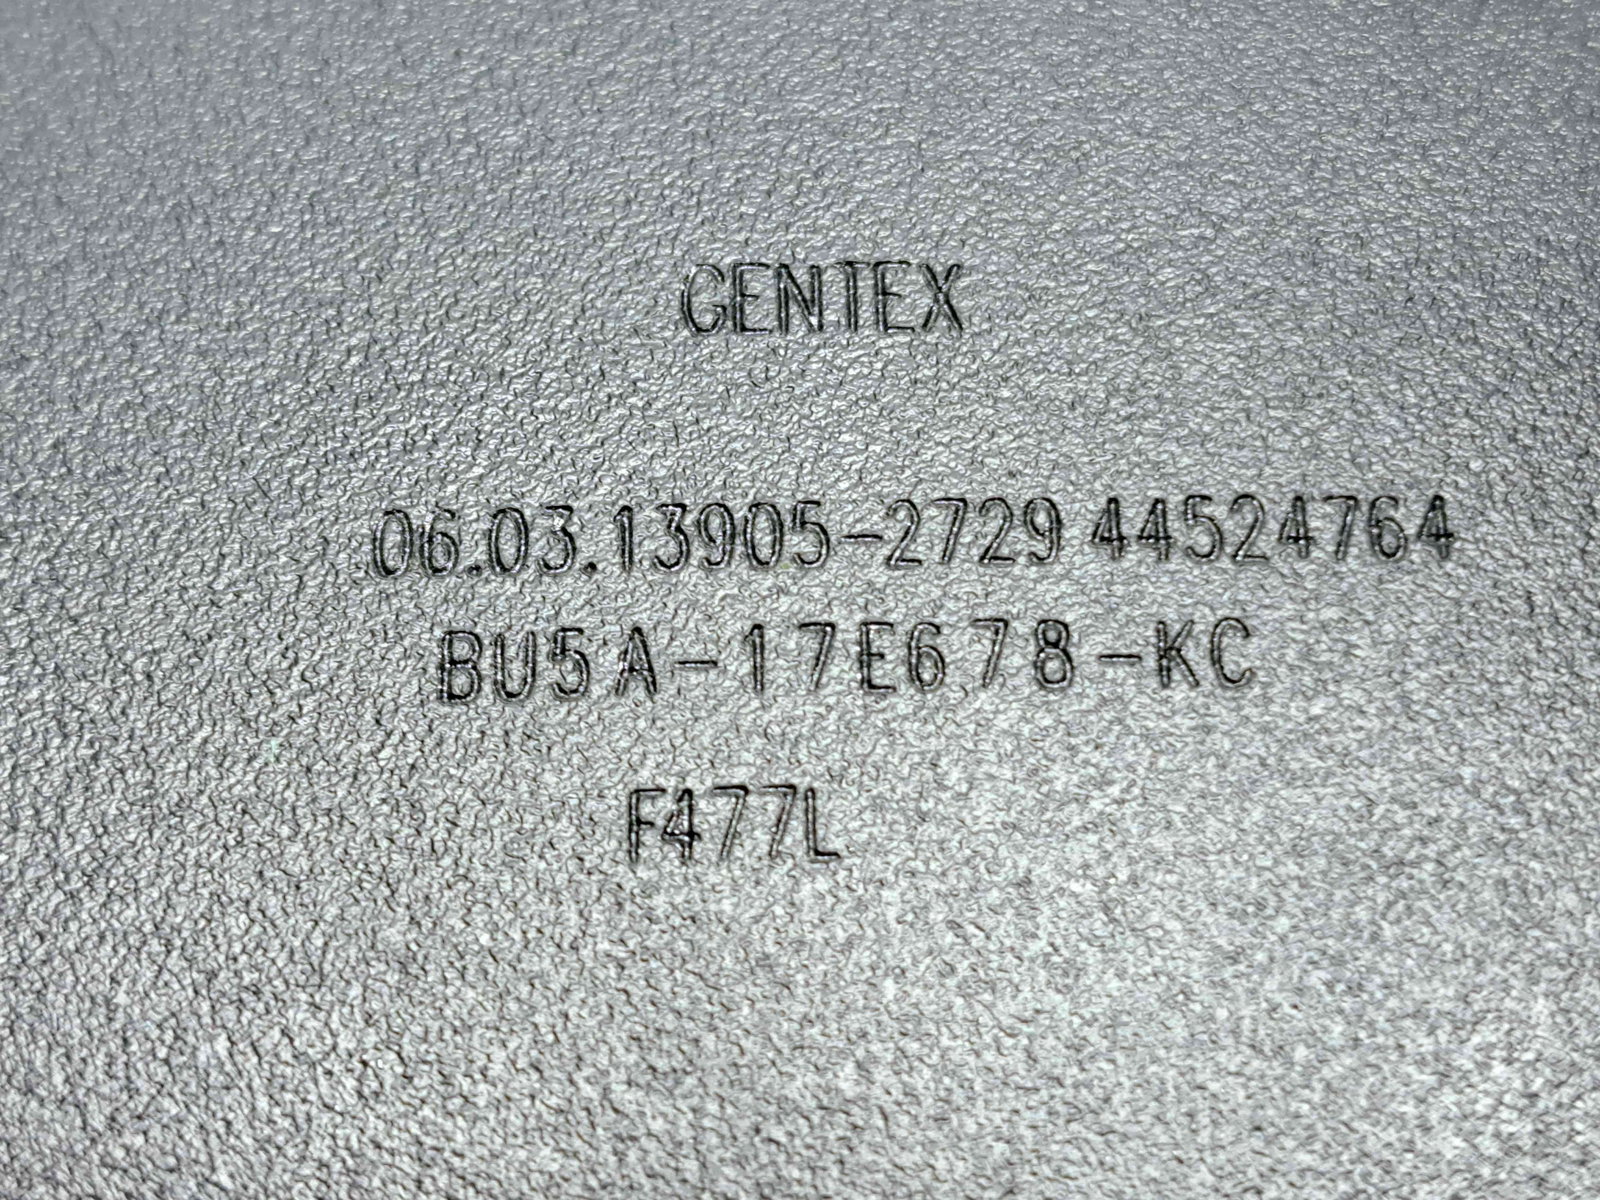 GENTEX
06.03.13905-2729 44524764
BU5A-17E678-KC
F477L